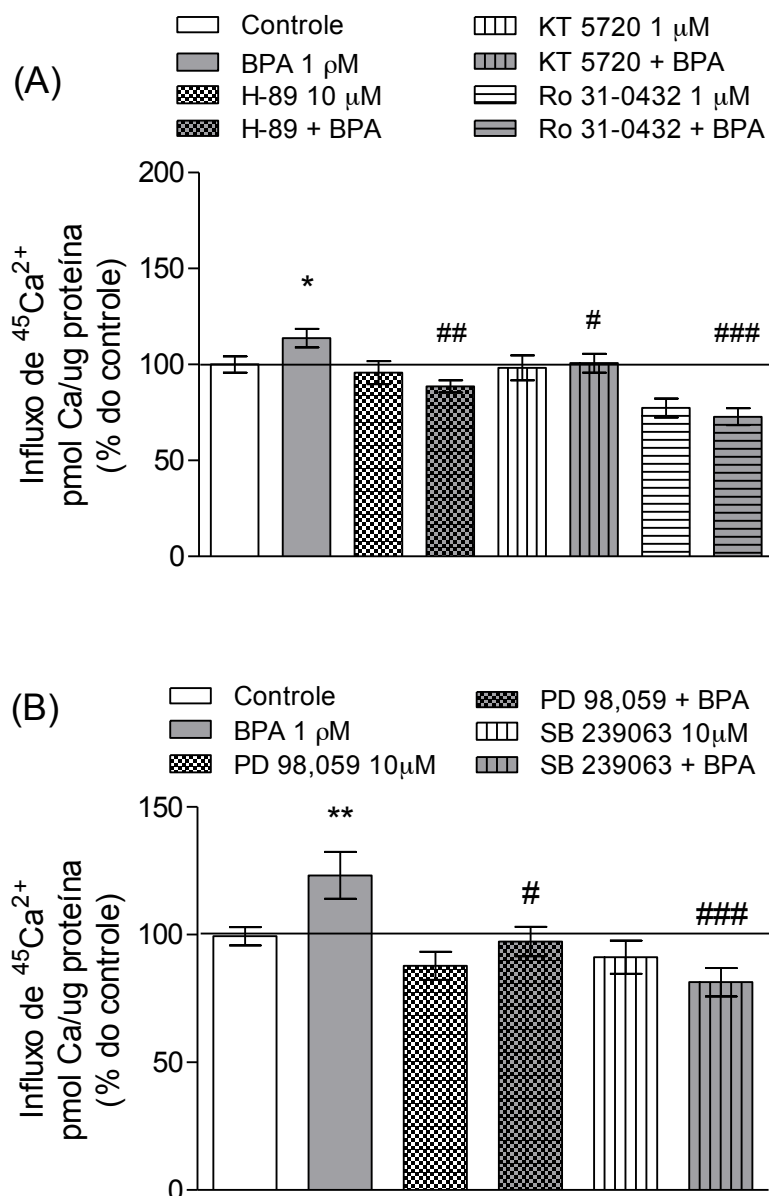 (A)
Controle
BPA 1 ρM
H-89 10 μM
H-89 + BPA
KT 5720 1 μM
KT 5720 + BPA
Ro 31-0432 1 μM
Ro 31-0432 + BPA
Influxo de ⁴⁵Ca²⁺
pmol Ca/ug proteína
(% do controle)
200
150
100
50
0
*
##
#
###
(B)
Controle
BPA 1 ρM
PD 98,059 10μM
PD 98,059 + BPA
SB 239063 10μM
SB 239063 + BPA
Influxo de ⁴⁵Ca²⁺
pmol Ca/ug proteína
(% do controle)
150
100
50
0
**
#
###